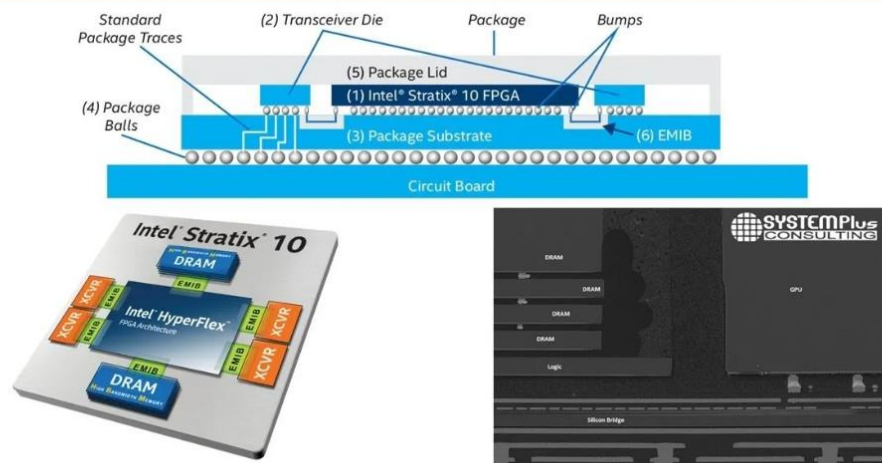 Standard
Package Traces
(2) Transceiver Die
Package
Bumps
(5) Package Lid
(1) Intel® Stratix® 10 FPGA
(4) Package
Balls
(3) Package Substrate
(6) EMIB
Circuit Board
Intel® Stratix® 10
HIGH BANDWIDTH MEMORY
DRAM
EMIB
XCVR
EMIB
Intel® HyperFlex™
FPGA Architecture
EMIB
XCVR
XCVR
EMIB
EMIB
XCVR
EMIB
DRAM
HIGH BANDWIDTH MEMORY
SYSTEMPlus
CONSULTING
DRAM
GPU
DRAM
DRAM
DRAM
Logic
Silicon Bridge